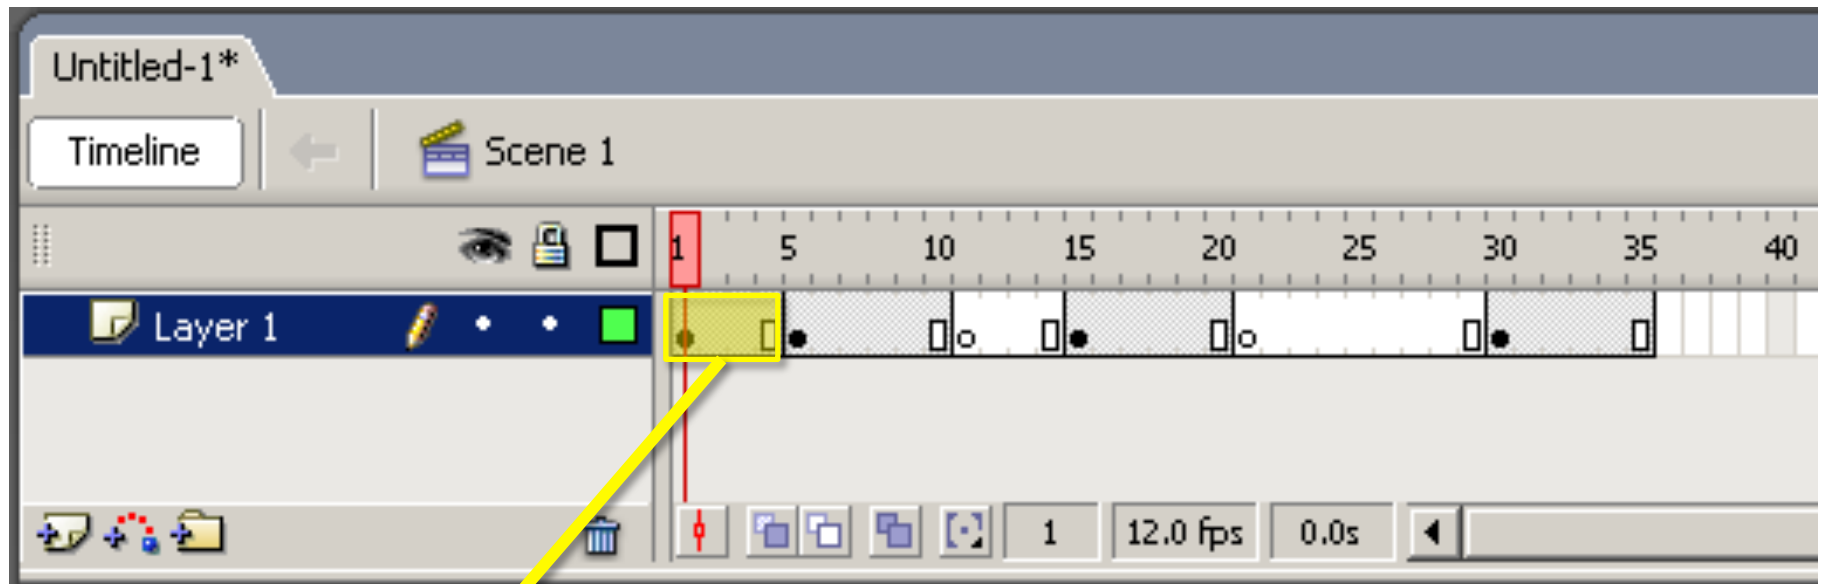 Untitled-1*
Timeline Scene 1
1 5 10 15 20 25 30 35 40
Layer 1
1 12.0 fps 0.0s